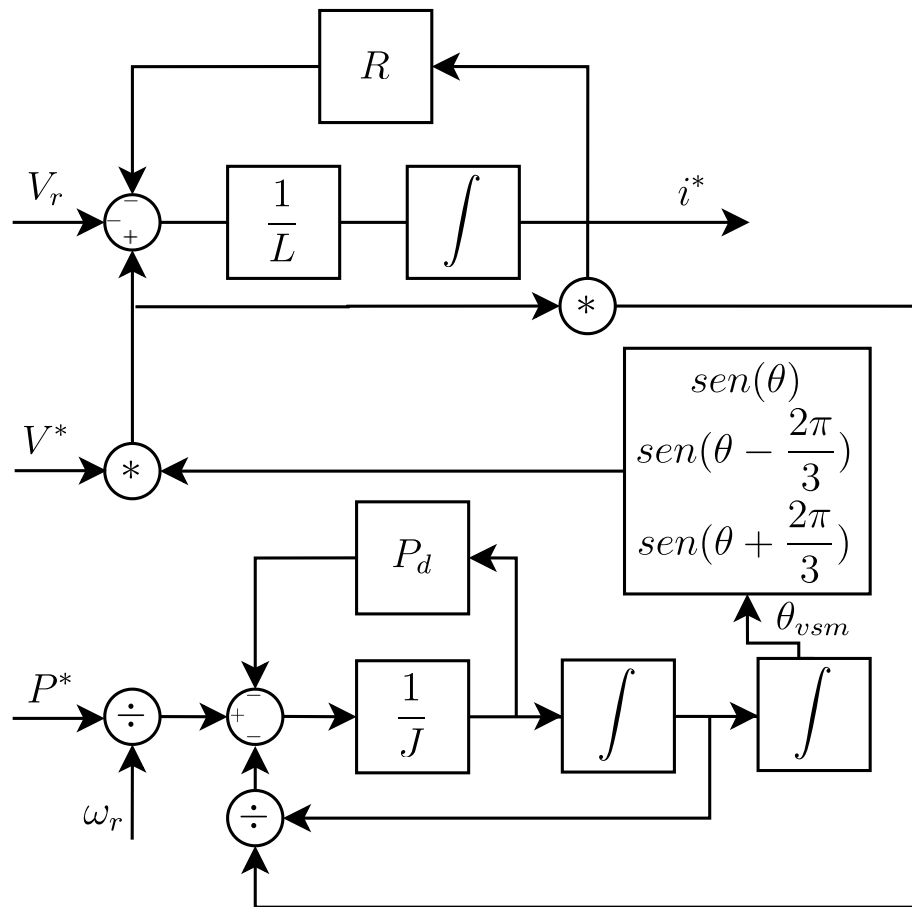 R
V_r
− − +
1/L
∫
i*
*
sen(θ)
V*
*
sen(θ − 2π/3)
sen(θ + 2π/3)
P_d
θ_vsm
P*
÷
− + −
1/J
∫
∫
ω_r
÷